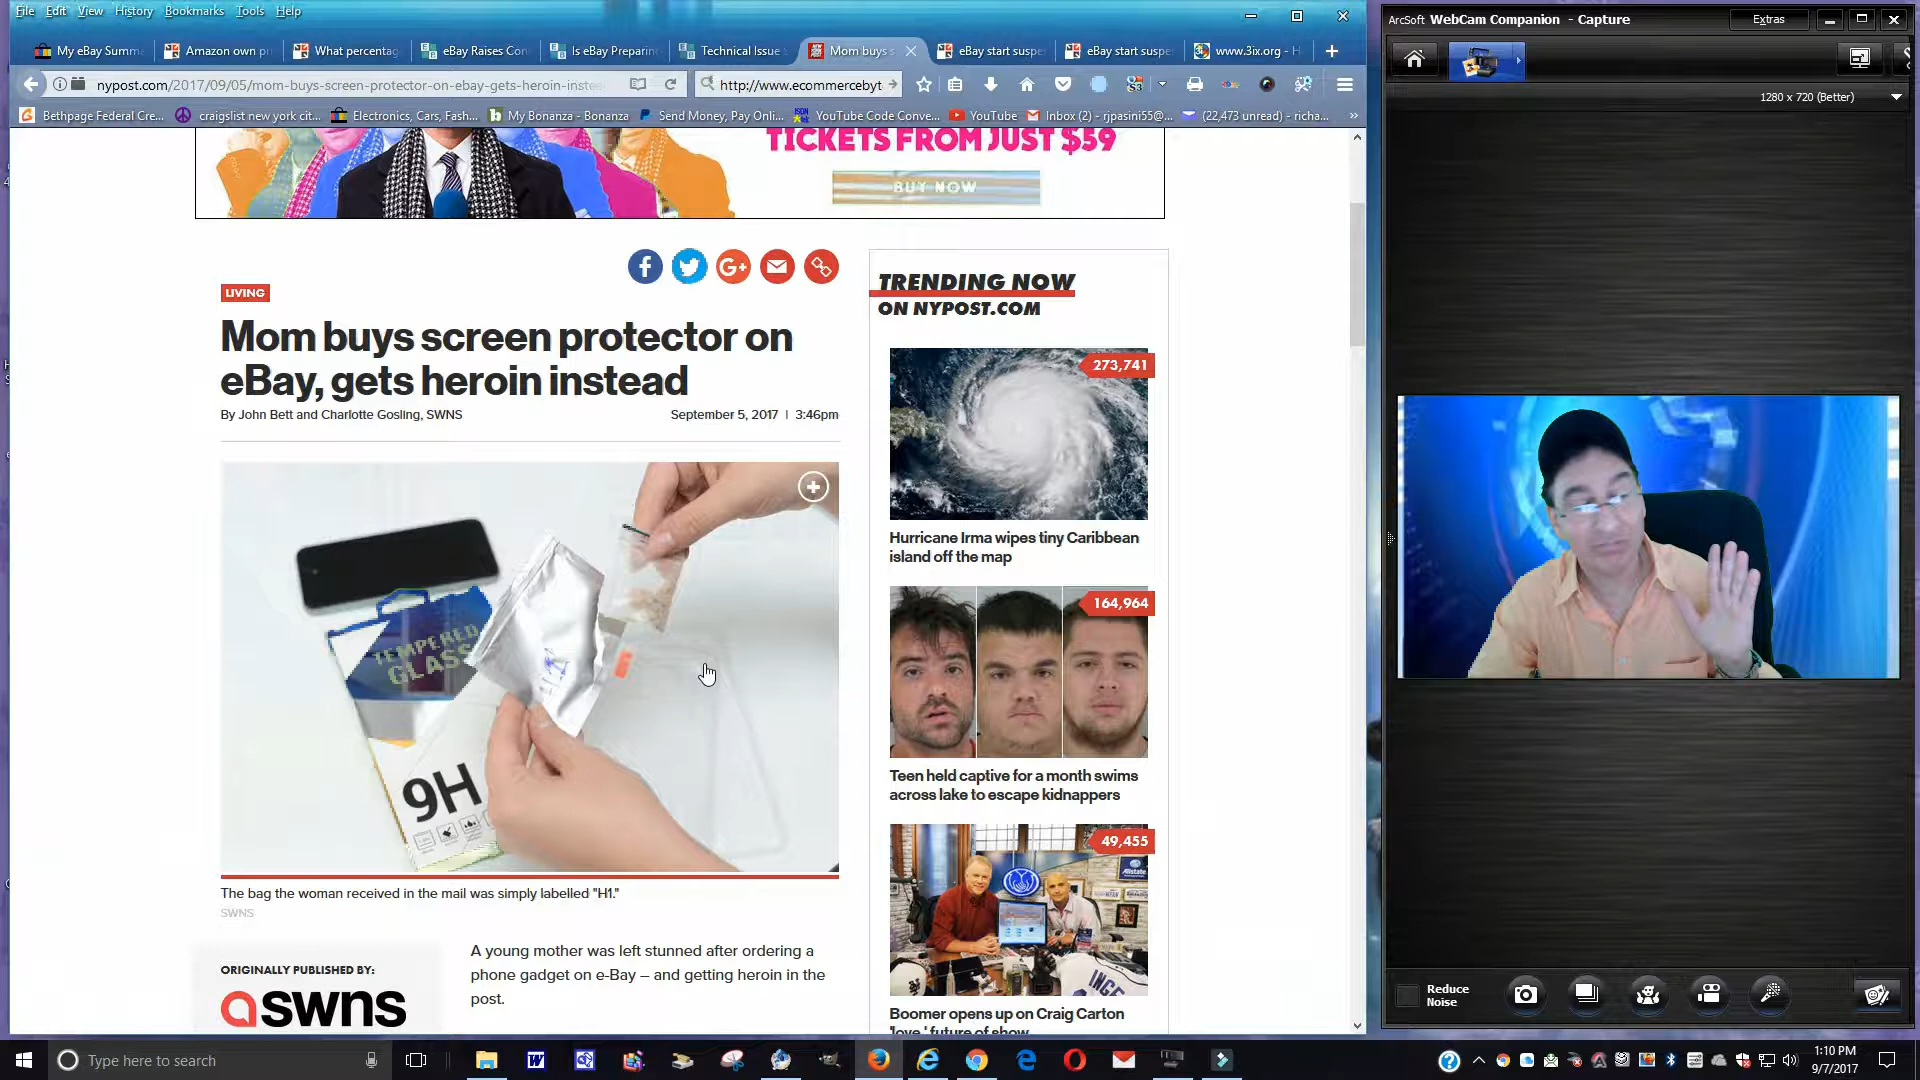 File Edit View History Bookmarks Tools Help
My eBay Summa
Amazon own pr
What percentag
eBay Raises Con
Is eBay Preparin
Technical Issue
Mom buys s
eBay start suspe
eBay start suspe
www.3ix.org - H
nypost.com/2017/09/05/mom-buys-screen-protector-on-ebay-gets-heroin-inste
http://www.ecommercebyt
Bethpage Federal Cre...
craigslist new york cit...
Electronics, Cars, Fash...
My Bonanza - Bonanza
Send Money, Pay Onli...
YouTube Code Conve...
YouTube
Inbox (2) - rjpasini55@...
(22,473 unread) - richa...
TICKETS FROM JUST $59
BUY NOW
LIVING
Mom buys screen protector on
eBay, gets heroin instead
By John Bett and Charlotte Gosling, SWNS
September 5, 2017 | 3:46pm
TEMPERED
GLASS
9H
The bag the woman received in the mail was simply labelled "H1."
SWNS
ORIGINALLY PUBLISHED BY:
swns
A young mother was left stunned after ordering a
phone gadget on e-Bay – and getting heroin in the
post.
TRENDING NOW
ON NYPOST.COM
273,741
Hurricane Irma wipes tiny Caribbean
island off the map
164,964
Teen held captive for a month swims
across lake to escape kidnappers
49,455
Allstate
INGE
Boomer opens up on Craig Carton
'love,' future of show
ArcSoft WebCam Companion - Capture
Extras
1280 x 720 (Better)
Reduce
Noise
Type here to search
1:10 PM
9/7/2017